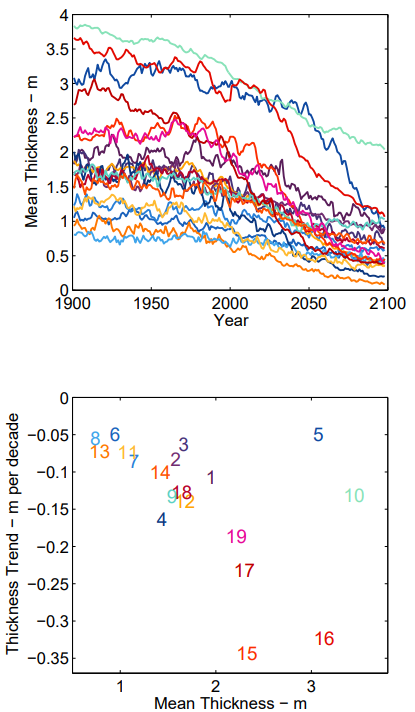 4
3.5
3
2.5
2
1.5
1
0.5
0
1900 1950 2000 2050 2100
Year
Mean Thickness − m
0
−0.05
−0.1
−0.15
−0.2
−0.25
−0.3
−0.35
8 6 3 5
13 11 7 2
14 1
9 18 12 10
4
19
17
16
15
1 2 3
Mean Thickness − m
Thickness Trend − m per decade